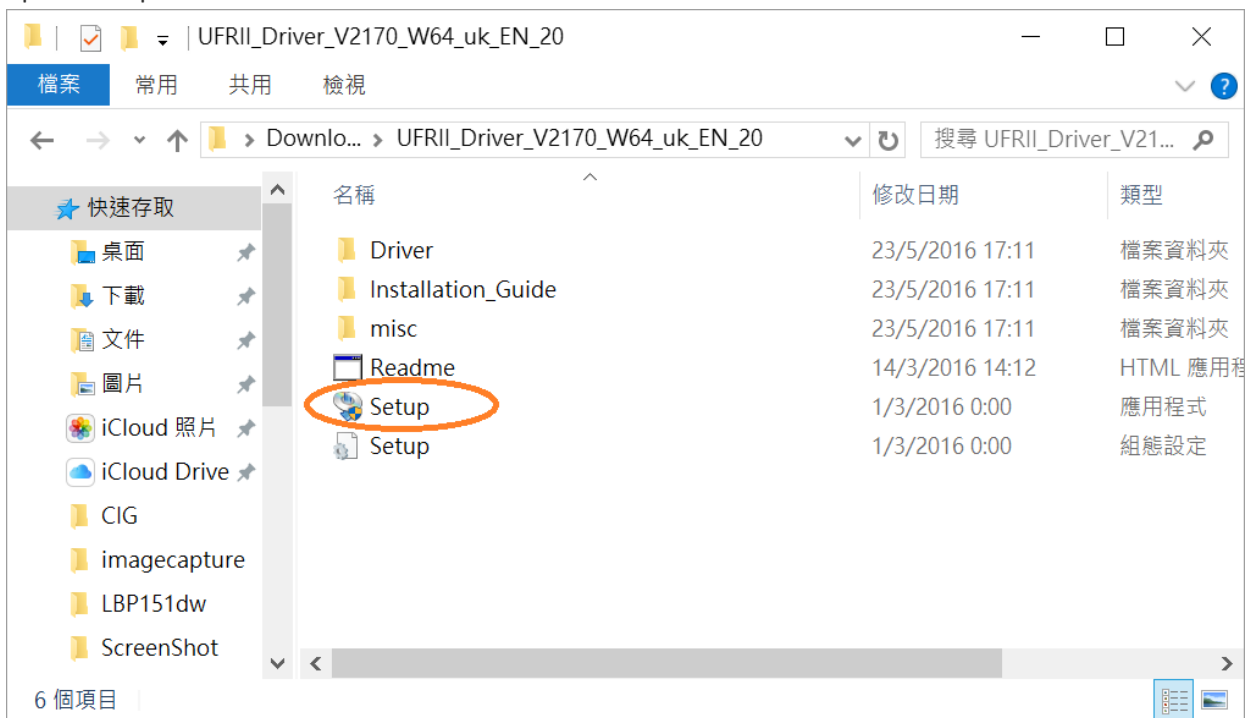 UFRII_Driver_V2170_W64_uk_EN_20
檔案 常用 共用 檢視
Downlo... > UFRII_Driver_V2170_W64_uk_EN_20 搜尋 UFRII_Driver_V21...
快速存取
桌面
下載
文件
圖片
iCloud 照片
iCloud Drive
CIG
imagecapture
LBP151dw
ScreenShot
名稱 修改日期 類型
Driver 23/5/2016 17:11 檔案資料夾
Installation_Guide 23/5/2016 17:11 檔案資料夾
misc 23/5/2016 17:11 檔案資料夾
Readme 14/3/2016 14:12 HTML 應用程
Setup 1/3/2016 0:00 應用程式
Setup 1/3/2016 0:00 組態設定
6 個項目